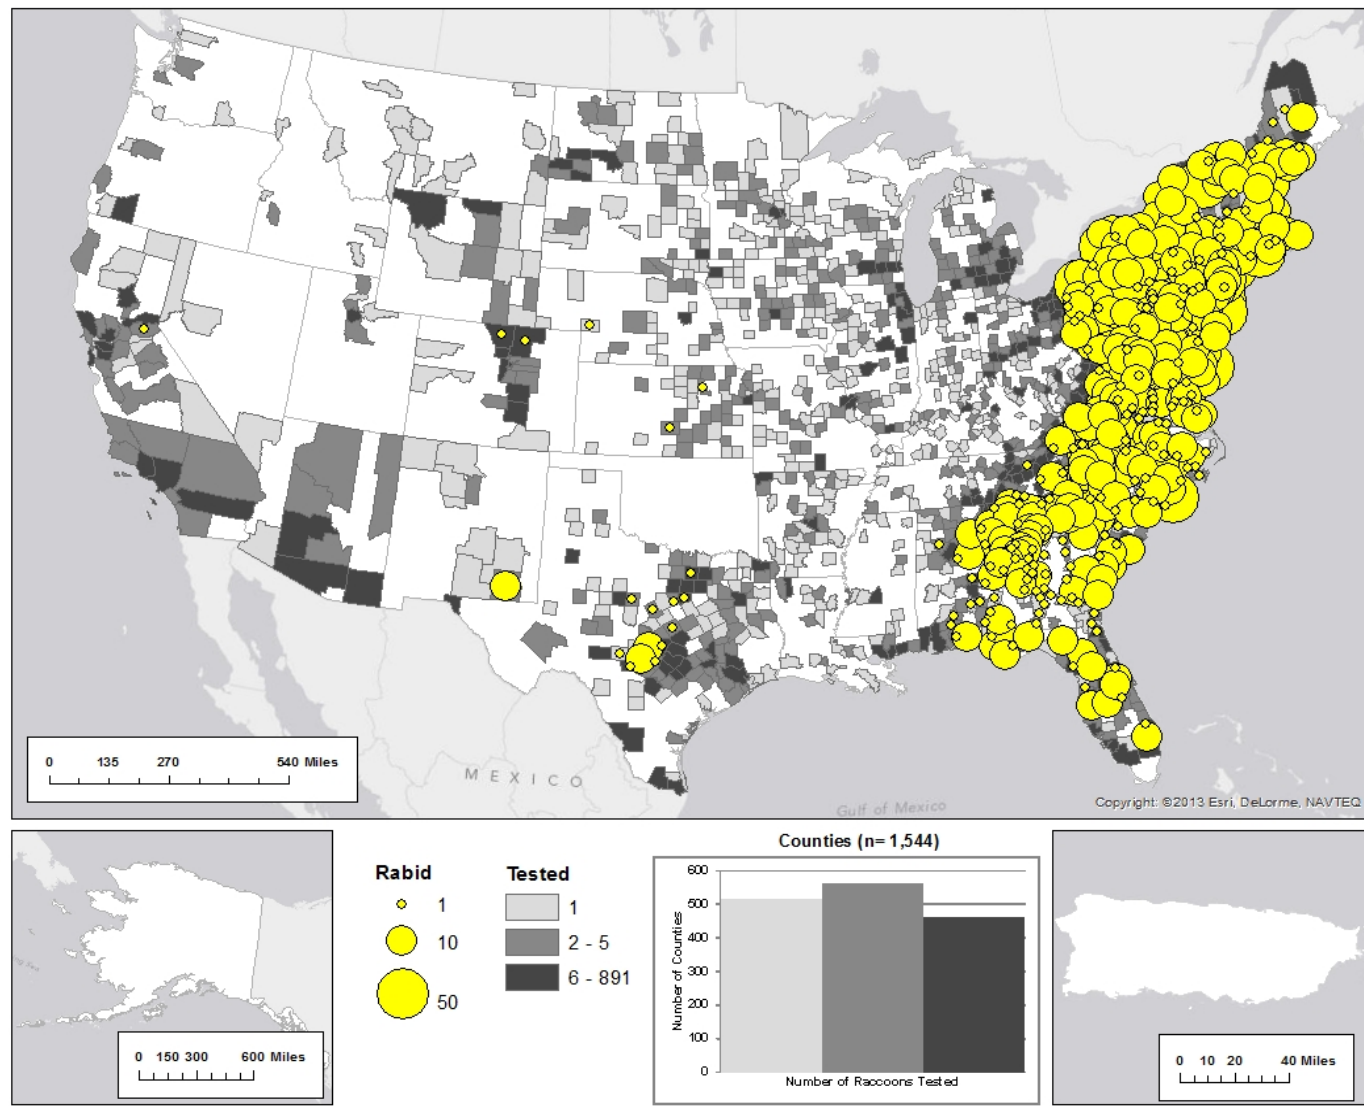 0 135 270 540 Miles
MEXICO
Gulf of Mexico
Copyright: ©2013 Esri, DeLorme, NAVTEQ
0 150 300 600 Miles
Rabid
1
10
50
Tested
1
2 - 5
6 - 891
Counties (n= 1,544)
Number of Counties
600
500
400
300
200
100
0
Number of Raccoons Tested
0 10 20 40 Miles